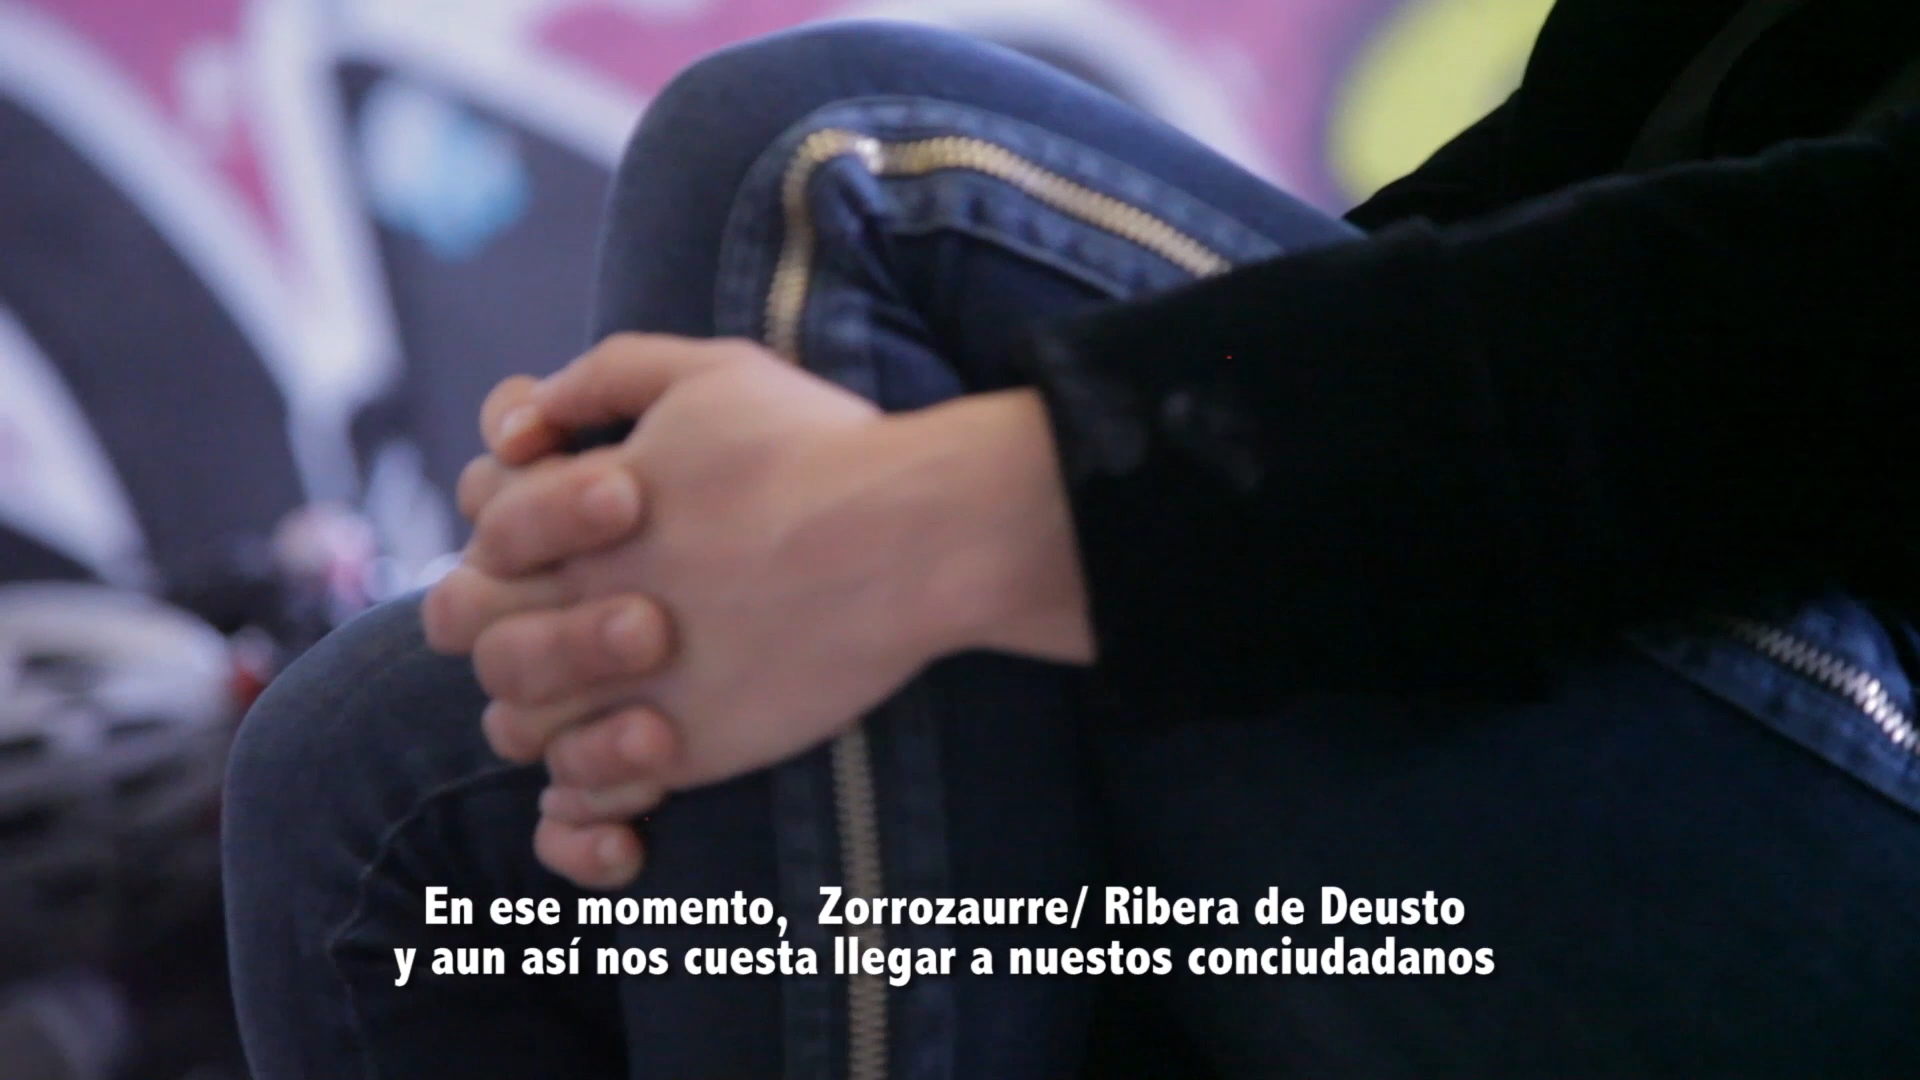 En ese momento,  Zorrozaurre/ Ribera de Deusto
y aun así nos cuesta llegar a nuestos conciudadanos